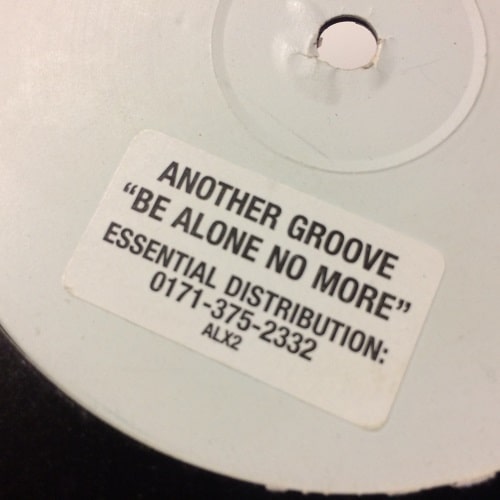 ANOTHER GROOVE
“BE ALONE NO MORE”
ESSENTIAL DISTRIBUTION:
0171-375-2332
ALX2